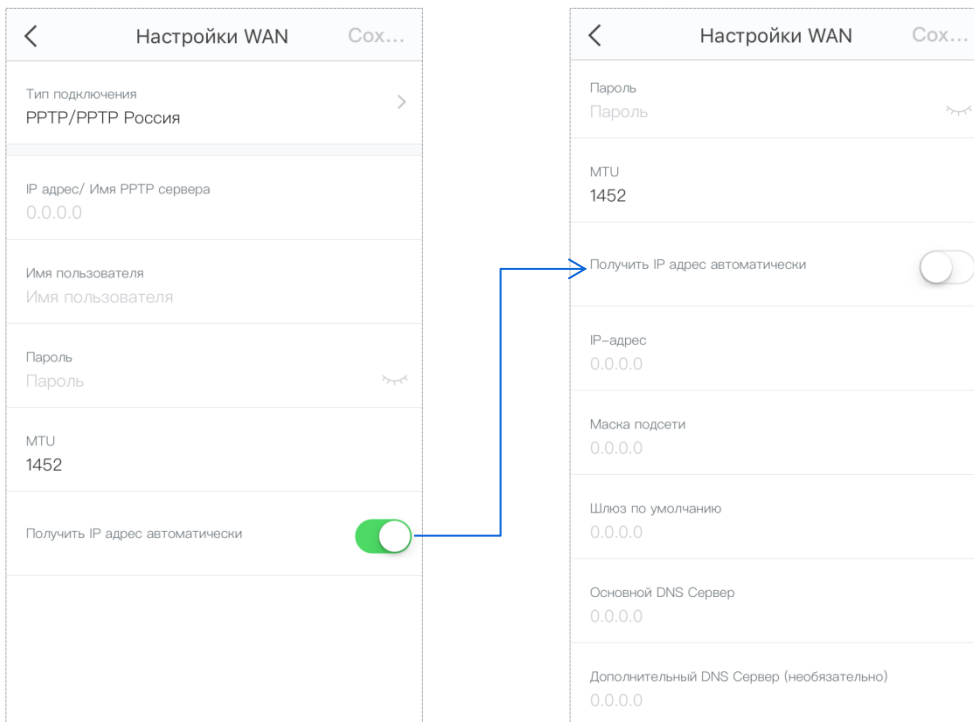 Настройки WAN
Сох...
Тип подключения
PPTP/PPTP Россия
IP адрес/ Имя PPTP сервера
0.0.0.0
Имя пользователя
Имя пользователя
Пароль
Пароль
MTU
1452
Получить IP адрес автоматически
Настройки WAN
Сох...
Пароль
Пароль
MTU
1452
Получить IP адрес автоматически
IP-адрес
0.0.0.0
Маска подсети
0.0.0.0
Шлюз по умолчанию
0.0.0.0
Основной DNS Сервер
0.0.0.0
Дополнительный DNS Сервер (необязательно)
0.0.0.0